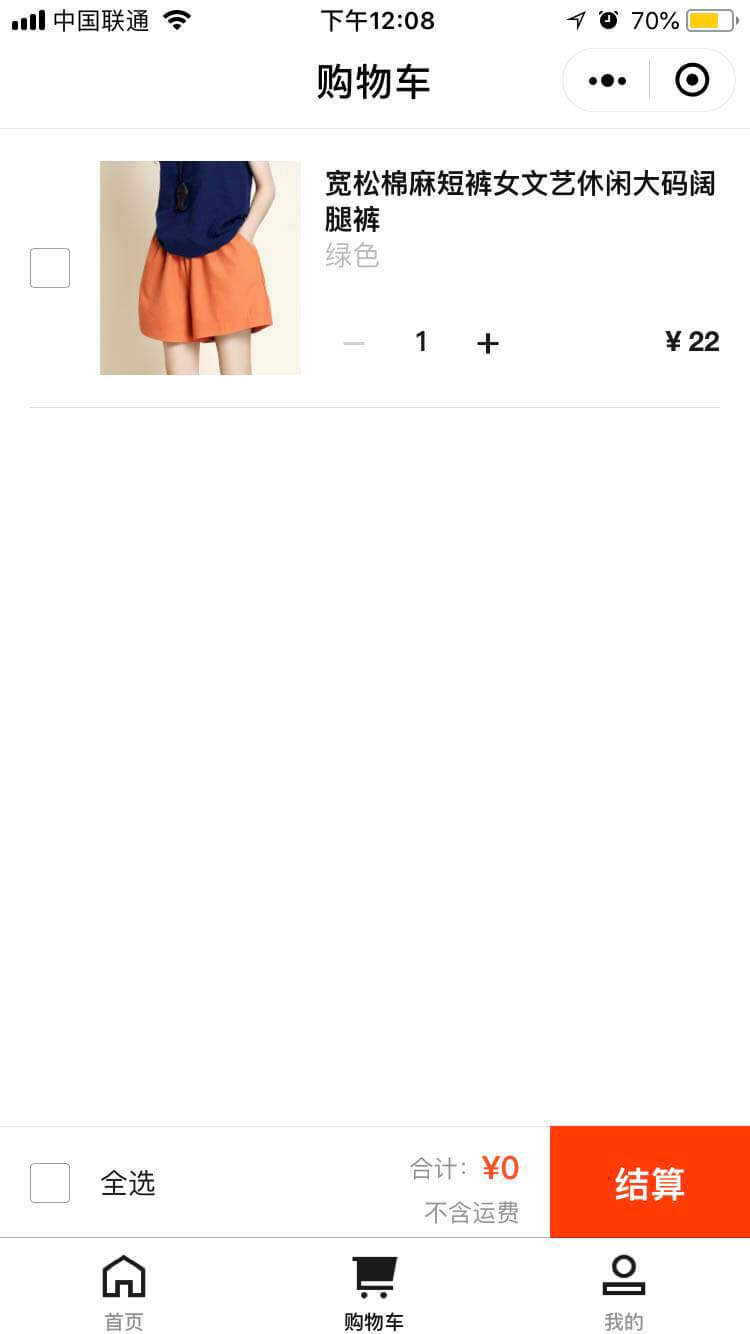 中国联通 下午12:08 70%
购物车
宽松棉麻短裤女文艺休闲大码阔
腿裤
绿色
1 ¥ 22
全选 合计: ¥0
不含运费
结算
首页 购物车 我的